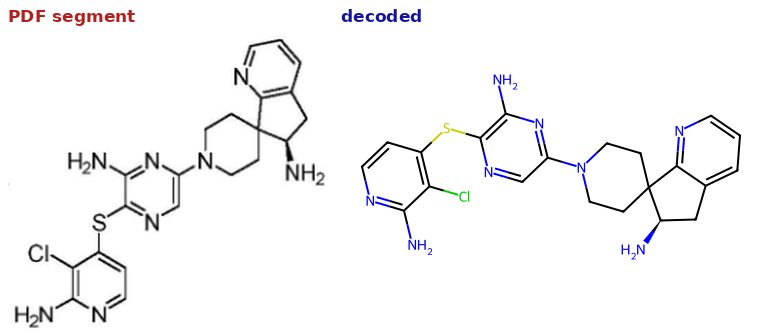 PDF segment decoded
N
H₂N N N NH₂
N
S
Cl
H₂N N
NH₂
S N N
N N
N Cl
NH₂ H₂N